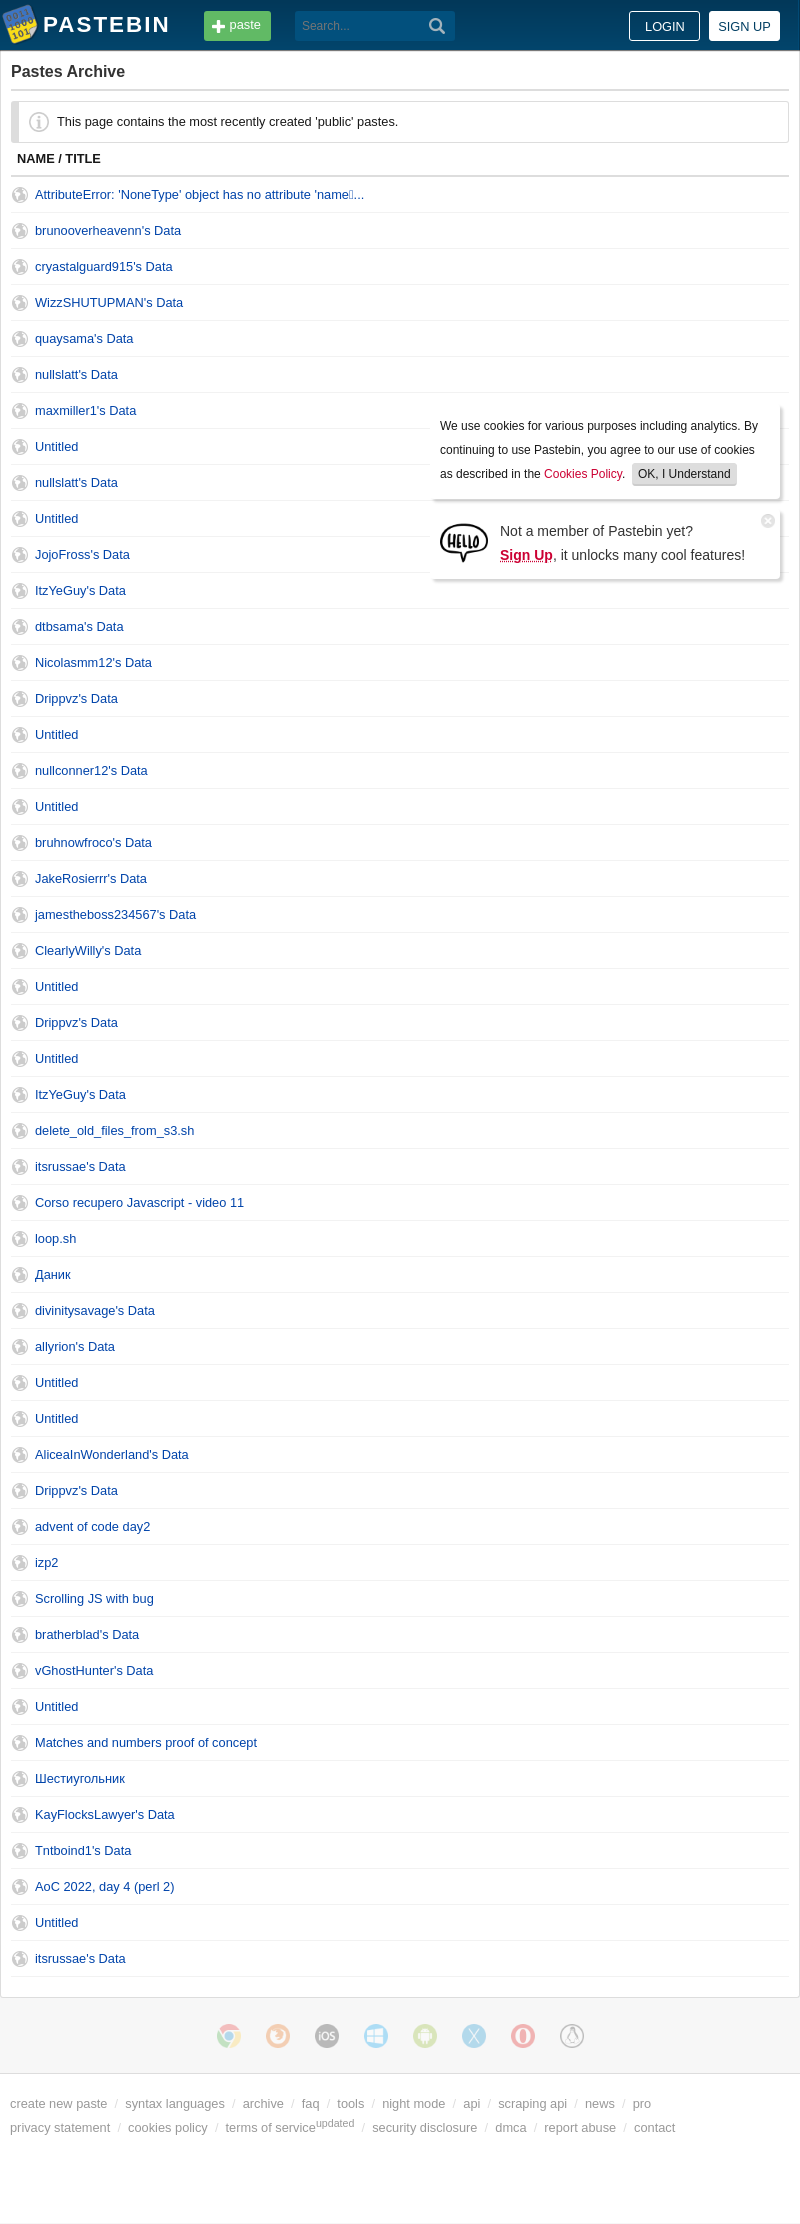 PASTEBIN paste Search... LOGIN SIGN UP
Pastes Archive
This page contains the most recently created 'public' pastes.
NAME / TITLE
AttributeError: 'NoneType' object has no attribute 'name...
brunooverheavenn's Data
cryastalguard915's Data
WizzSHUTUPMAN's Data
quaysama's Data
nullslatt's Data
maxmiller1's Data
Untitled
nullslatt's Data
Untitled
JojoFross's Data
ItzYeGuy's Data
dtbsama's Data
Nicolasmm12's Data
Drippvz's Data
Untitled
nullconner12's Data
Untitled
bruhnowfroco's Data
JakeRosierrr's Data
jamestheboss234567's Data
ClearlyWilly's Data
Untitled
Drippvz's Data
Untitled
ItzYeGuy's Data
delete_old_files_from_s3.sh
itsrussae's Data
Corso recupero Javascript - video 11
loop.sh
Даник
divinitysavage's Data
allyrion's Data
Untitled
Untitled
AliceaInWonderland's Data
Drippvz's Data
advent of code day2
izp2
Scrolling JS with bug
bratherblad's Data
vGhostHunter's Data
Untitled
Matches and numbers proof of concept
Шестиугольник
KayFlocksLawyer's Data
Tntboind1's Data
AoC 2022, day 4 (perl 2)
Untitled
itsrussae's Data
We use cookies for various purposes including analytics. By
continuing to use Pastebin, you agree to our use of cookies
as described in the Cookies Policy. OK, I Understand
HELLO
Not a member of Pastebin yet?
Sign Up, it unlocks many cool features!
iOS
create new paste / syntax languages / archive / faq / tools / night mode / api / scraping api / news / pro
privacy statement / cookies policy / terms of service updated / security disclosure / dmca / report abuse / contact